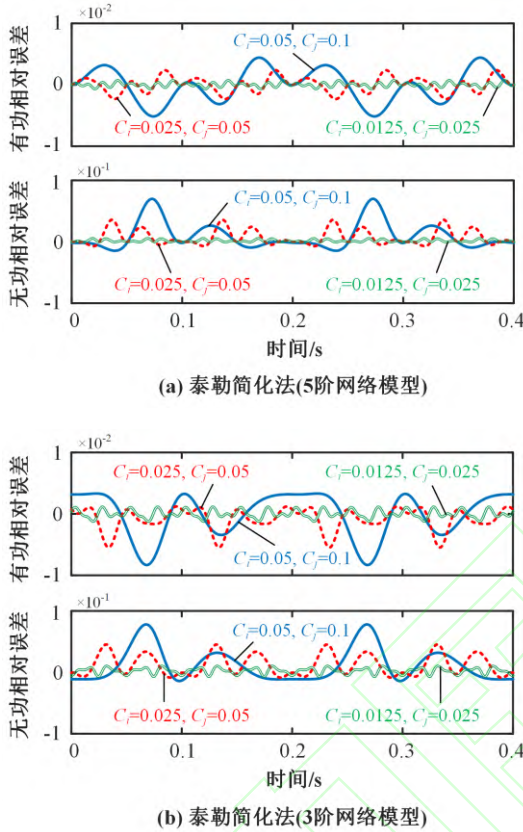 ×10⁻²
1
0
-1
有功相对误差
C_i=0.05, C_j=0.1
C_i=0.025, C_j=0.05
C_i=0.0125, C_j=0.025
×10⁻¹
1
0
-1
无功相对误差
C_i=0.05, C_j=0.1
C_i=0.025, C_j=0.05
C_i=0.0125, C_j=0.025
0 0.1 0.2 0.3 0.4
时间/s
(a) 泰勒简化法(5阶网络模型)
×10⁻²
1
0
-1
有功相对误差
C_i=0.025, C_j=0.05
C_i=0.0125, C_j=0.025
C_i=0.05, C_j=0.1
×10⁻¹
1
0
-1
无功相对误差
C_i=0.05, C_j=0.1
C_i=0.025, C_j=0.05
C_i=0.0125, C_j=0.025
0 0.1 0.2 0.3 0.4
时间/s
(b) 泰勒简化法(3阶网络模型)